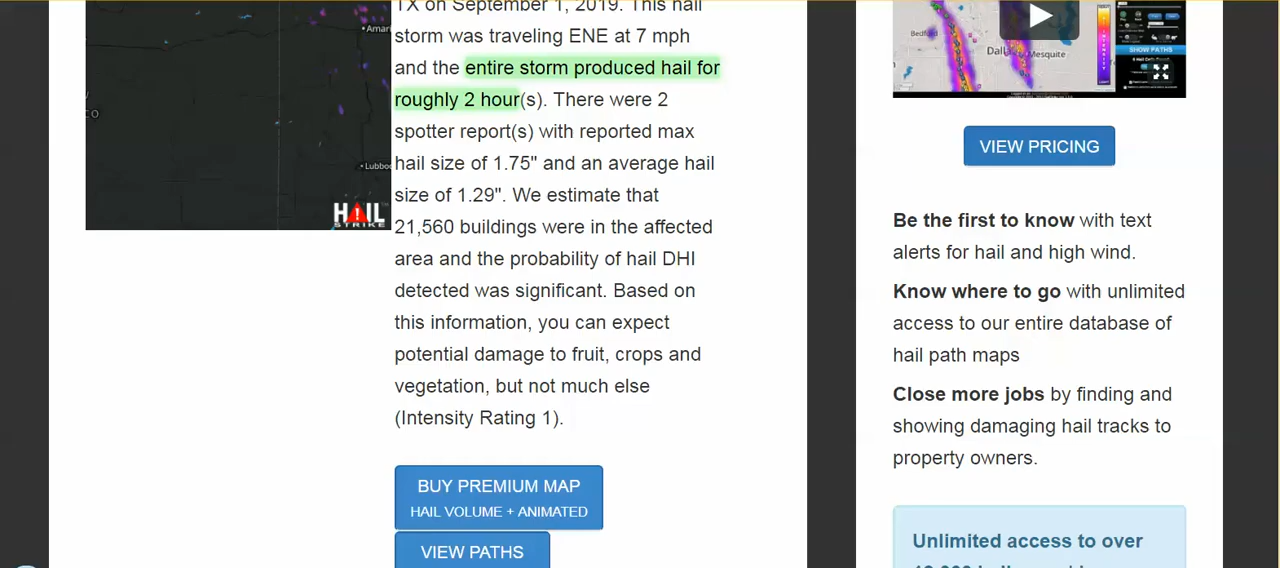 TX on September 1, 2019. This hail
storm was traveling ENE at 7 mph
and the entire storm produced hail for
roughly 2 hour(s). There were 2
spotter report(s) with reported max
hail size of 1.75" and an average hail
size of 1.29". We estimate that
21,560 buildings were in the affected
area and the probability of hail DHI
detected was significant. Based on
this information, you can expect
potential damage to fruit, crops and
vegetation, but not much else
(Intensity Rating 1).
BUY PREMIUM MAP
HAIL VOLUME + ANIMATED
VIEW PATHS
Amari
CO
Lubboc
HAIL
STRIKE
Bedford
Dall
Mesquite
SHOW PATHS
VIEW PRICING
Be the first to know with text
alerts for hail and high wind.
Know where to go with unlimited
access to our entire database of
hail path maps
Close more jobs by finding and
showing damaging hail tracks to
property owners.
Unlimited access to over